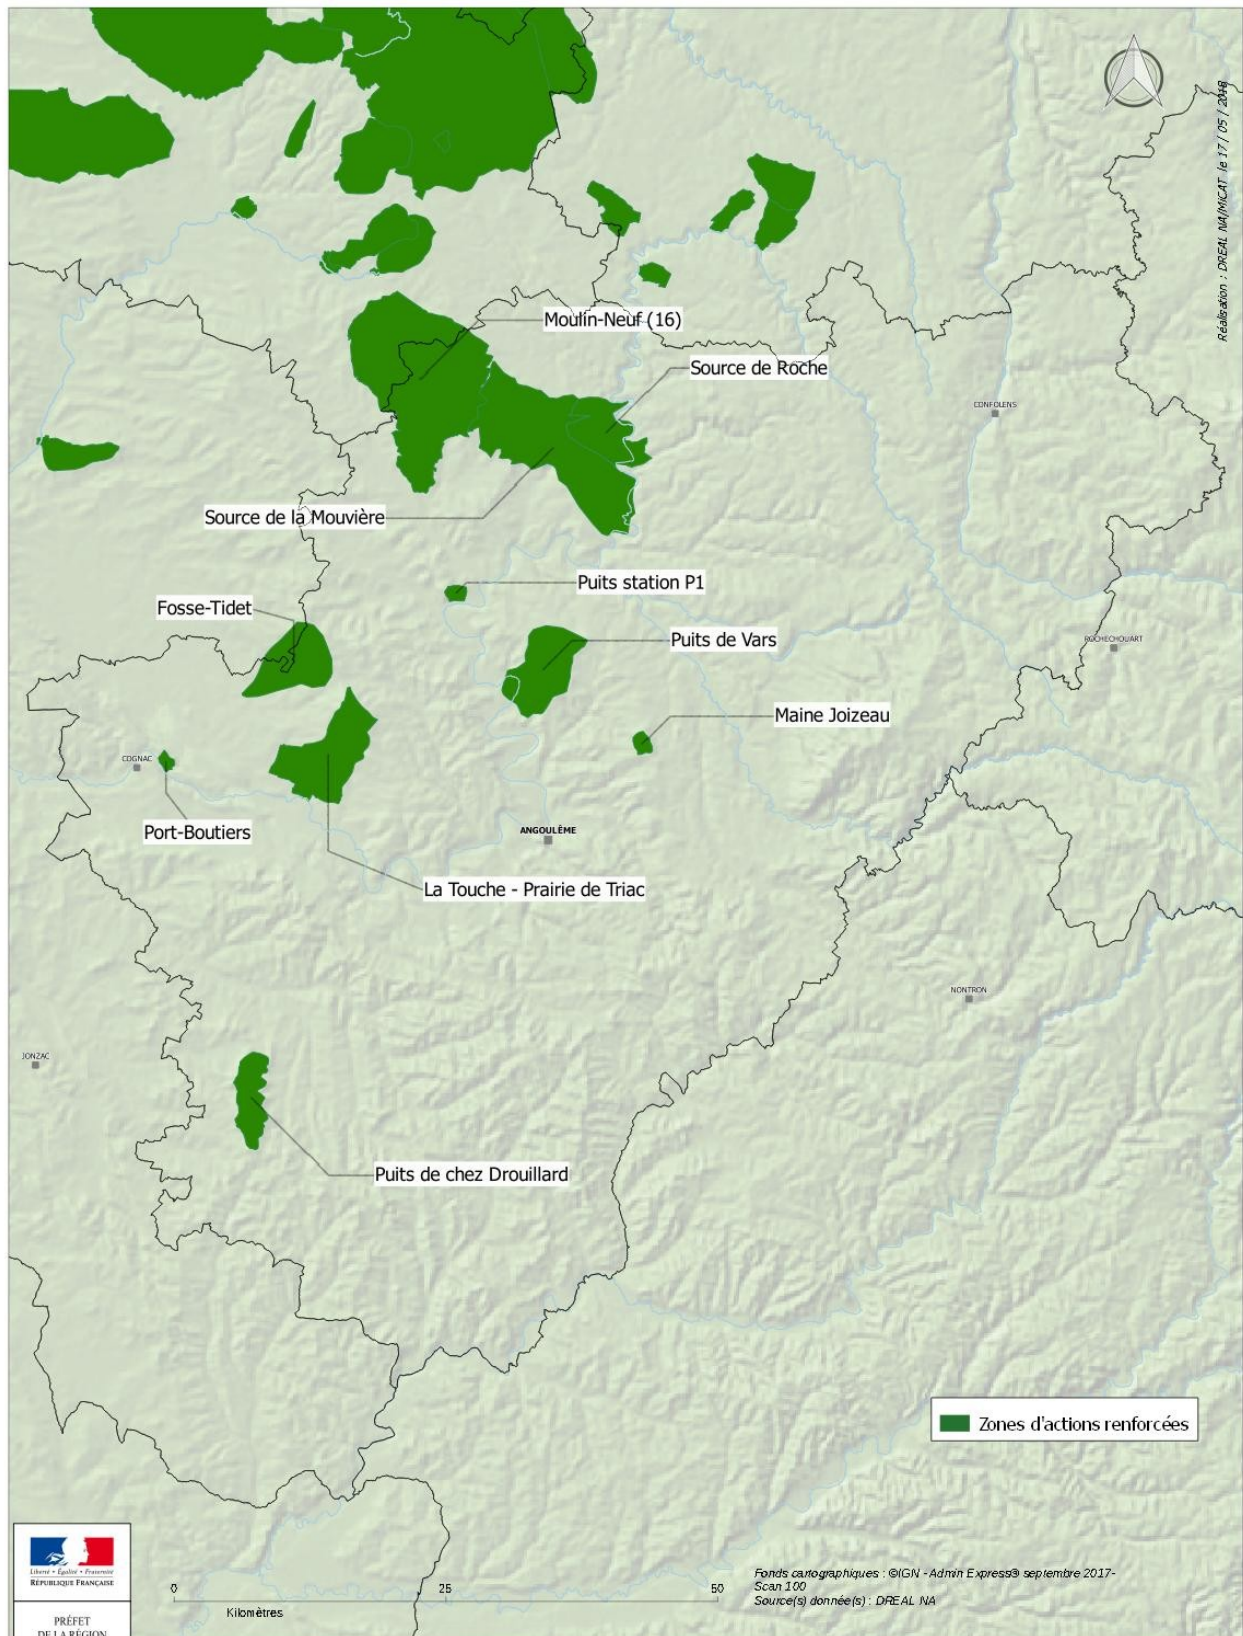 Réalisation : DREAL NA/MICAT le 17 / 05 / 2018
Moulin-Neuf (16)
Source de Roche
CONFOLENS
Source de la Mouvière
Puits station P1
Fosse-Tidet
Puits de Vars
ROCHECHOUART
Maine Joizeau
COGNAC
Port-Boutiers
ANGOULÊME
La Touche - Prairie de Triac
NONTRON
JONZAC
Puits de chez Drouillard
Zones d'actions renforcées
Liberté • Égalité • Fraternité
RÉPUBLIQUE FRANÇAISE
PRÉFET
DE LA RÉGION
0 25 50
Kilomètres
Fonds cartographiques : ©IGN - Admin Express® septembre 2017-
Scan 100
Source(s) donnée(s) : DREAL NA